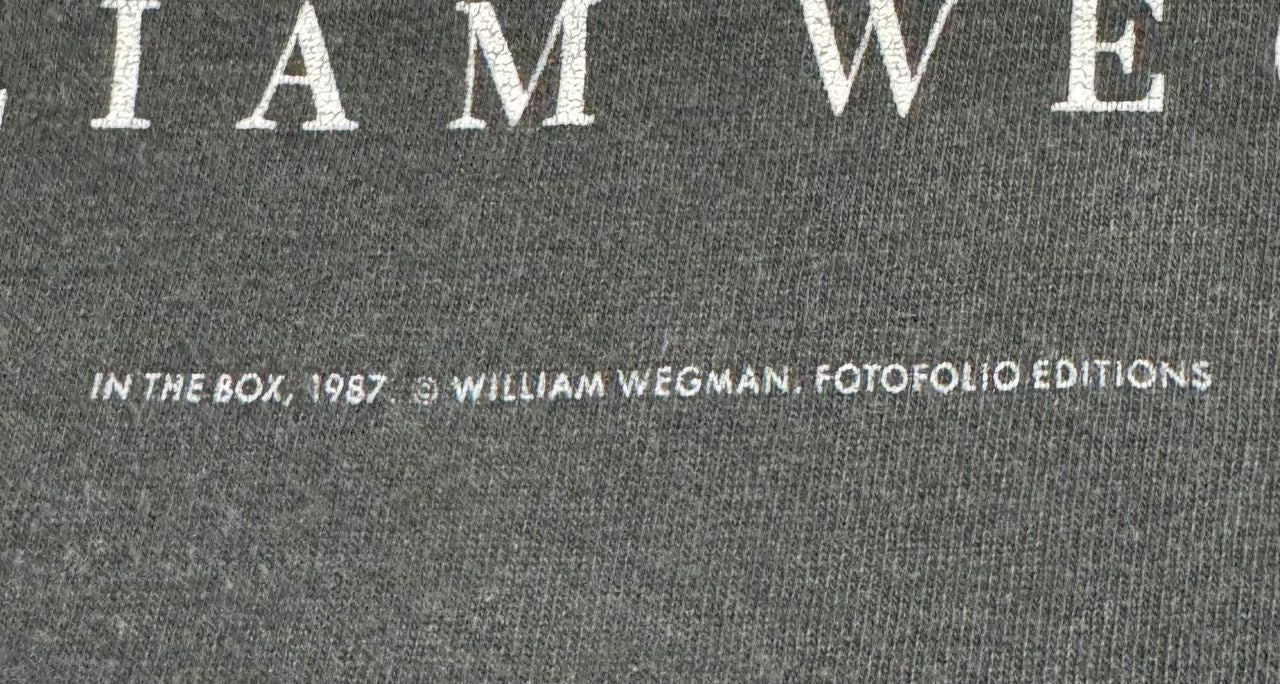 IAM WE
IN THE BOX, 1987. © WILLIAM WEGMAN. FOTOFOLIO EDITIONS